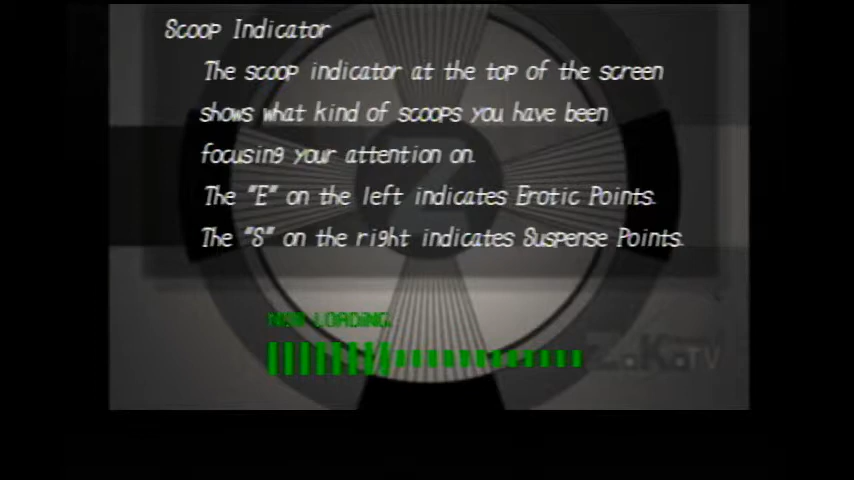 Scoop Indicator
The scoop indicator at the top of the screen
shows what kind of scoops you have been
focusing your attention on.
The "E" on the left indicates Erotic Points.
The "S" on the right indicates Suspense Points.
NOW LOADING
Z.K.TV